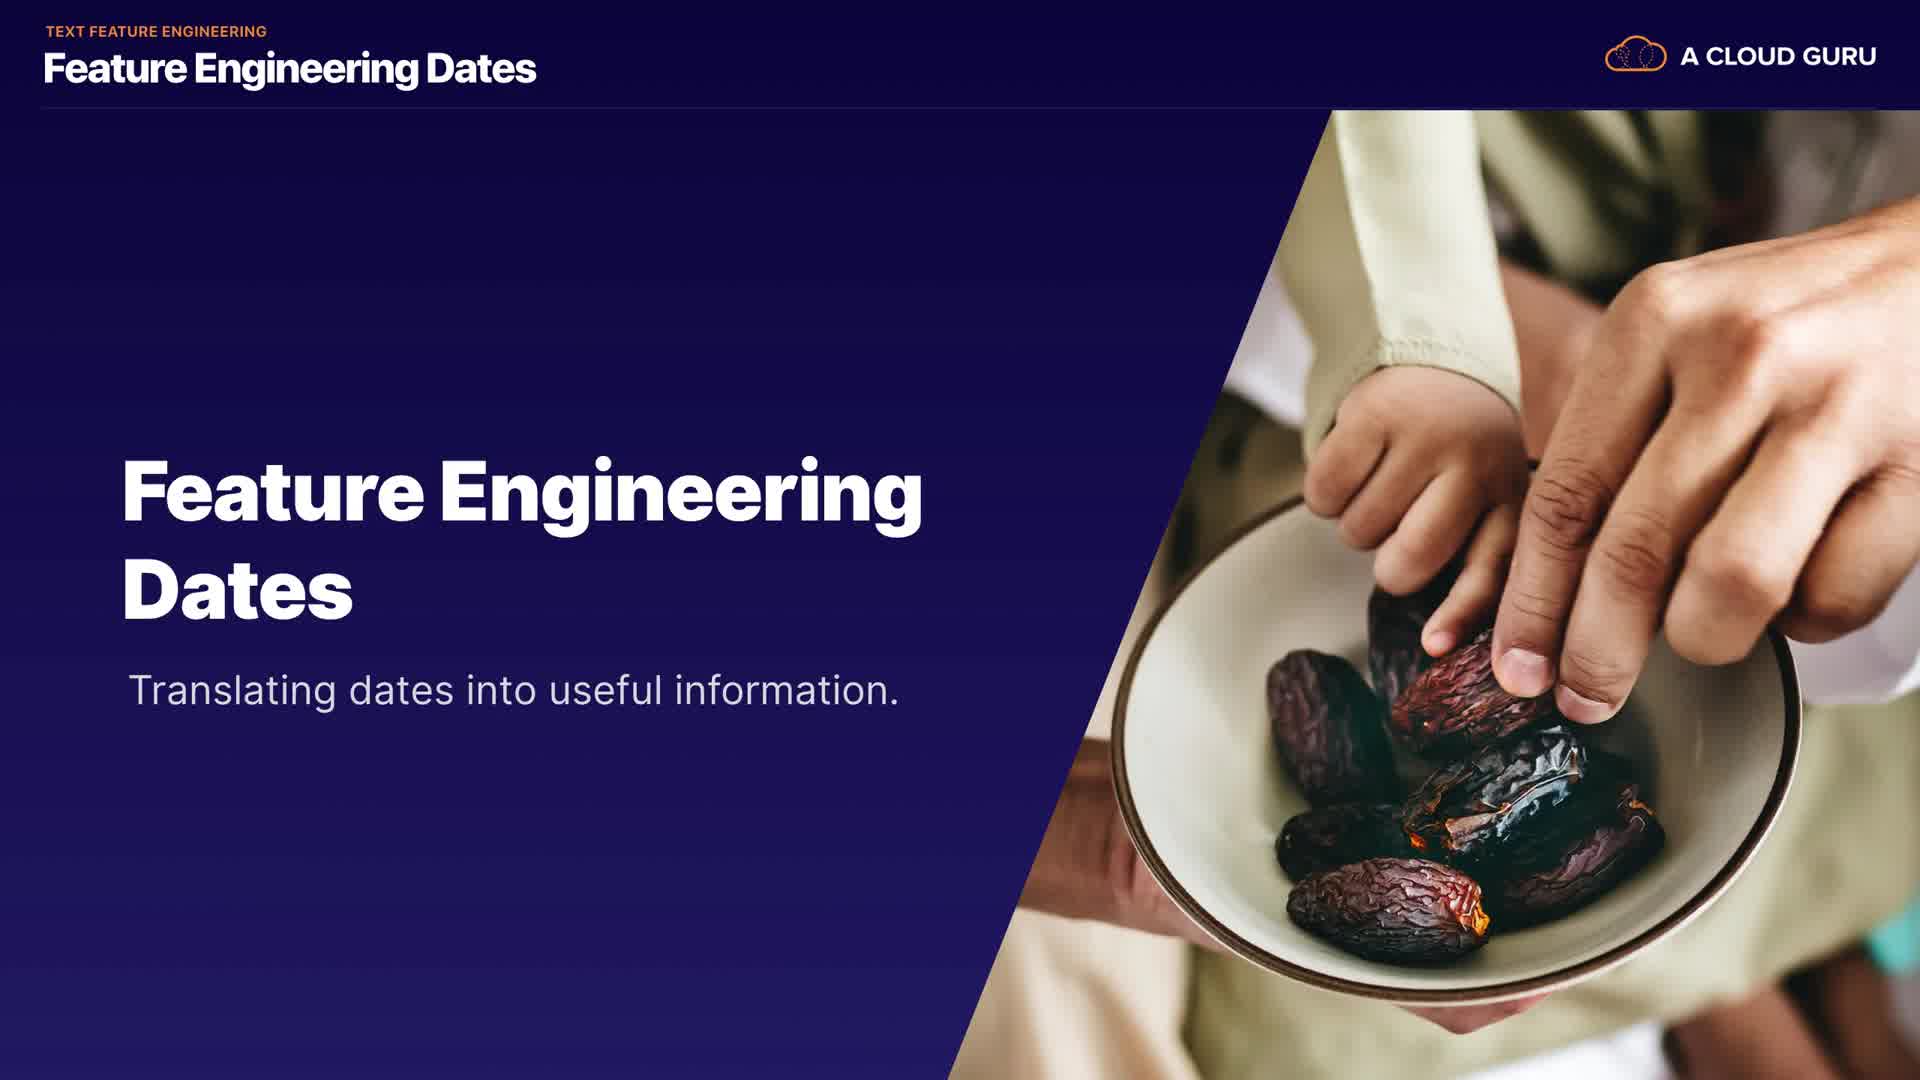 TEXT FEATURE ENGINEERING
Feature Engineering Dates
A CLOUD GURU
Feature Engineering
Dates
Translating dates into useful information.